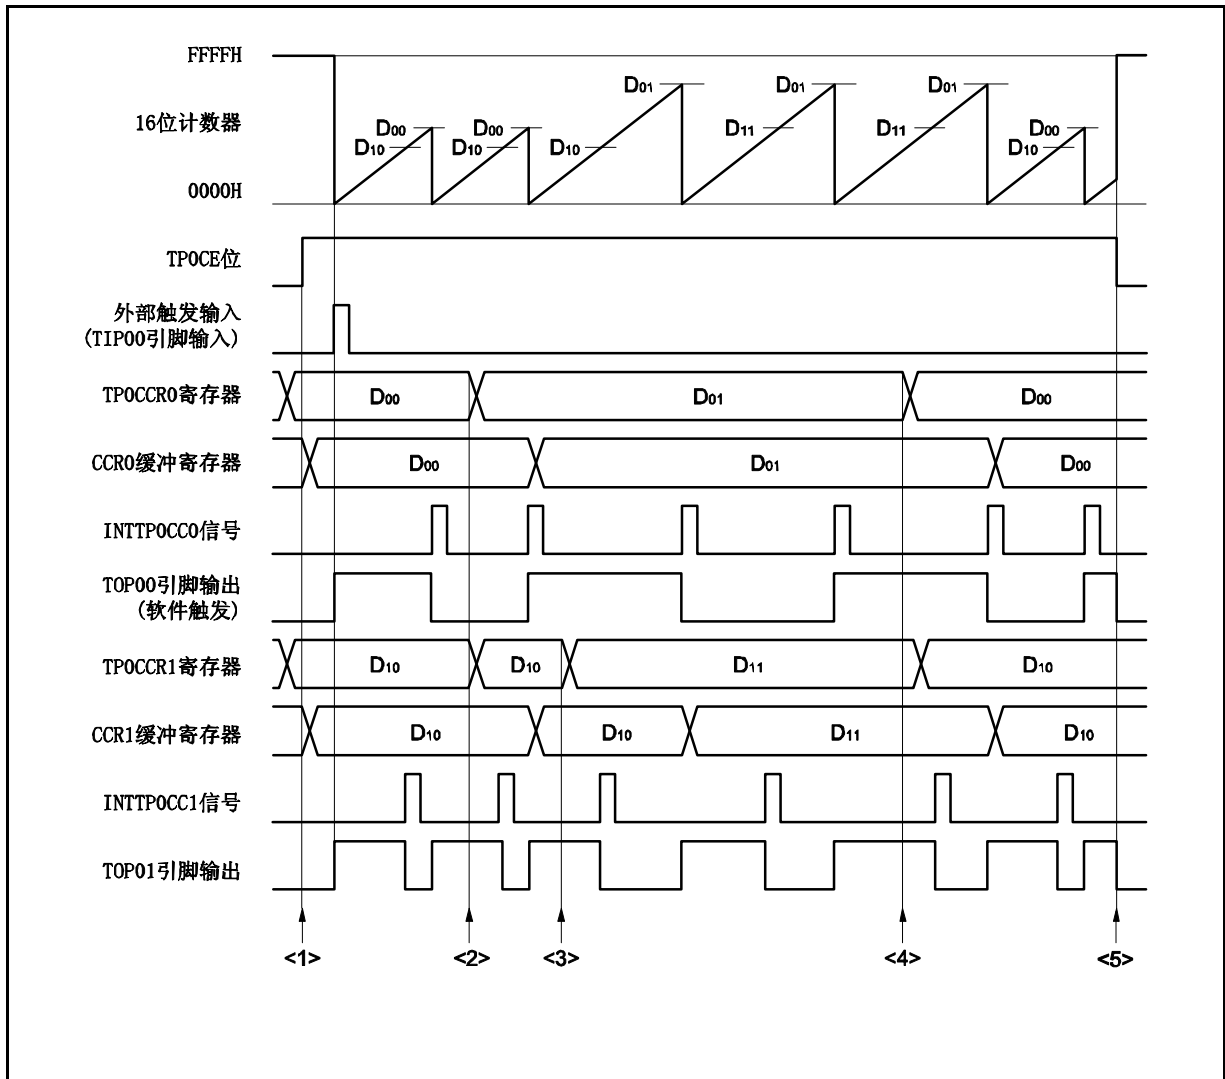 FFFFH
D01 D01 D01
16位计数器
D00 D00 D11 D11 D00
D10 D10 D10 D10
0000H
TP0CE位
外部触发输入
(TIP00引脚输入)
TP0CCR0寄存器 D00 D01 D00
CCR0缓冲寄存器 D00 D01 D00
INTTP0CC0信号
TOP00引脚输出
(软件触发)
TP0CCR1寄存器 D10 D10 D11 D10
CCR1缓冲寄存器 D10 D10 D11 D10
INTTP0CC1信号
TOP01引脚输出
<1> <2> <3> <4> <5>